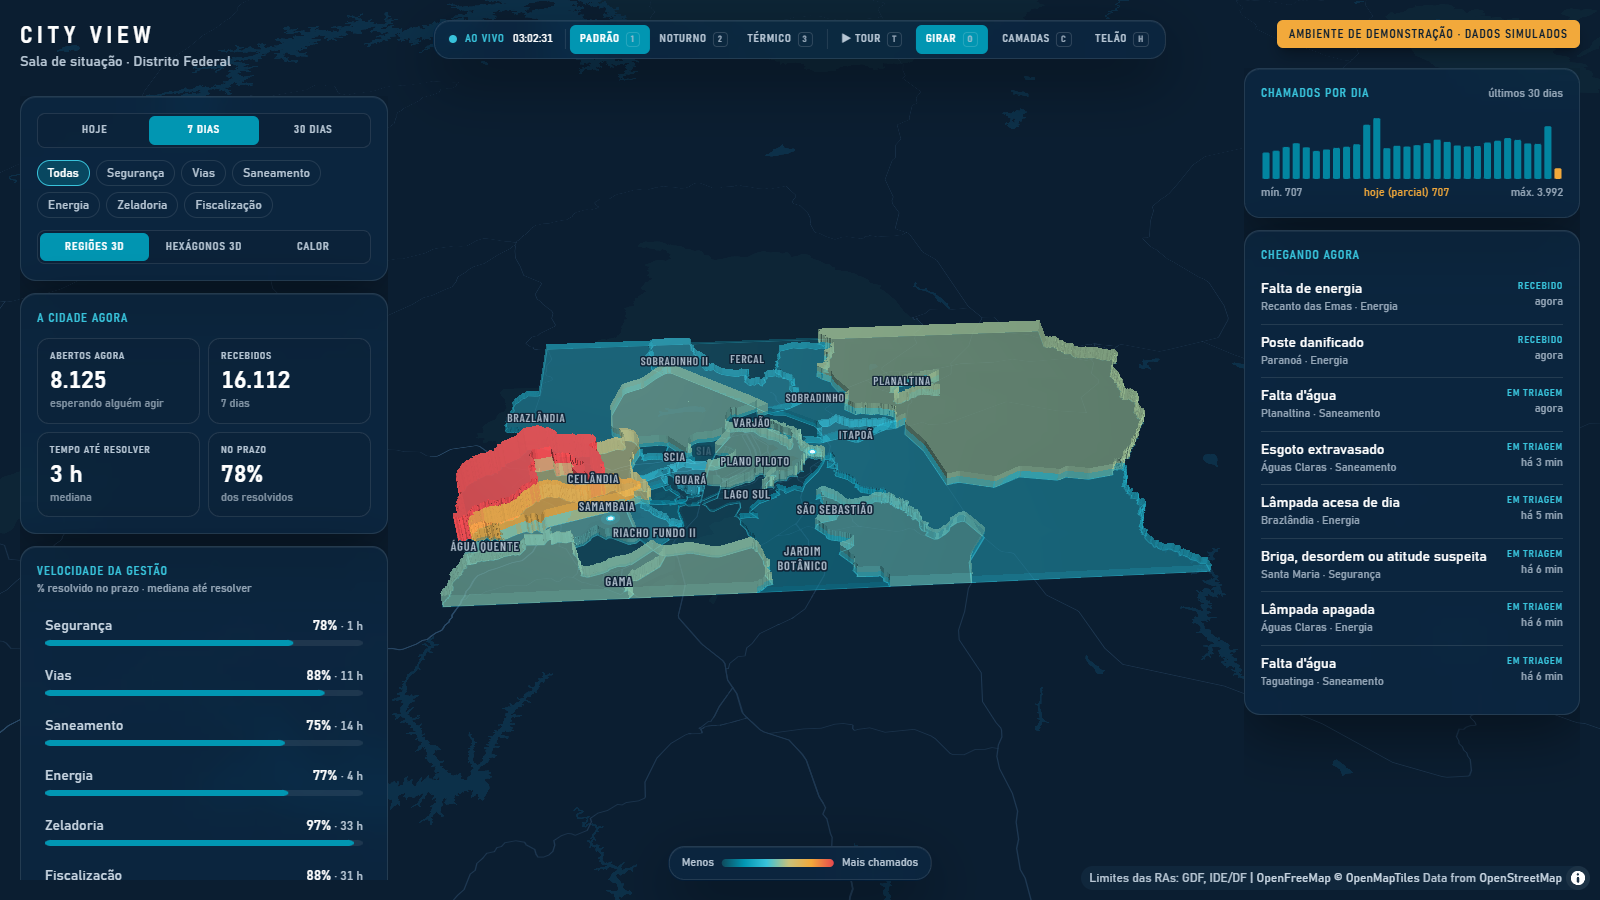 CITY VIEW
Sala de situação · Distrito Federal
AO VIVO 03:02:31 PADRÃO 1 NOTURNO 2 TÉRMICO 3 TOUR T GIRAR O CAMADAS C TELÃO H
AMBIENTE DE DEMONSTRAÇÃO · DADOS SIMULADOS
HOJE 7 DIAS 30 DIAS
Todas Segurança Vias Saneamento
Energia Zeladoria Fiscalização
REGIÕES 3D HEXÁGONOS 3D CALOR
A CIDADE AGORA
ABERTOS AGORA
8.125
esperando alguém agir
RECEBIDOS
16.112
7 dias
TEMPO ATÉ RESOLVER
3 h
mediana
NO PRAZO
78%
dos resolvidos
VELOCIDADE DA GESTÃO
% resolvido no prazo · mediana até resolver
Segurança 78% · 1 h
Vias 88% · 11 h
Saneamento 75% · 14 h
Energia 77% · 4 h
Zeladoria 97% · 33 h
Fiscalização 88% · 31 h
SOBRADINHO II
FERCAL
PLANALTINA
SOBRADINHO
BRAZLÂNDIA
VARJÃO
ITAPOÃ
SIA
SCIA
PLANO PILOTO
CEILÂNDIA
GUARÁ
LAGO SUL
SAMAMBAIA
SÃO SEBASTIÃO
RIACHO FUNDO II
ÁGUA QUENTE
JARDIM
BOTÂNICO
GAMA
Menos Mais chamados
CHAMADOS POR DIA últimos 30 dias
mín. 707 hoje (parcial) 707 máx. 3.992
CHEGANDO AGORA
Falta de energia RECEBIDO
Recanto das Emas · Energia agora
Poste danificado RECEBIDO
Paranoá · Energia agora
Falta d'água EM TRIAGEM
Planaltina · Saneamento agora
Esgoto extravasado EM TRIAGEM
Águas Claras · Saneamento há 3 min
Lâmpada acesa de dia EM TRIAGEM
Brazlândia · Energia há 5 min
Briga, desordem ou atitude suspeita EM TRIAGEM
Santa Maria · Segurança há 6 min
Lâmpada apagada EM TRIAGEM
Águas Claras · Energia há 6 min
Falta d'água EM TRIAGEM
Taguatinga · Saneamento há 6 min
Limites das RAs: GDF, IDE/DF | OpenFreeMap © OpenMapTiles Data from OpenStreetMap